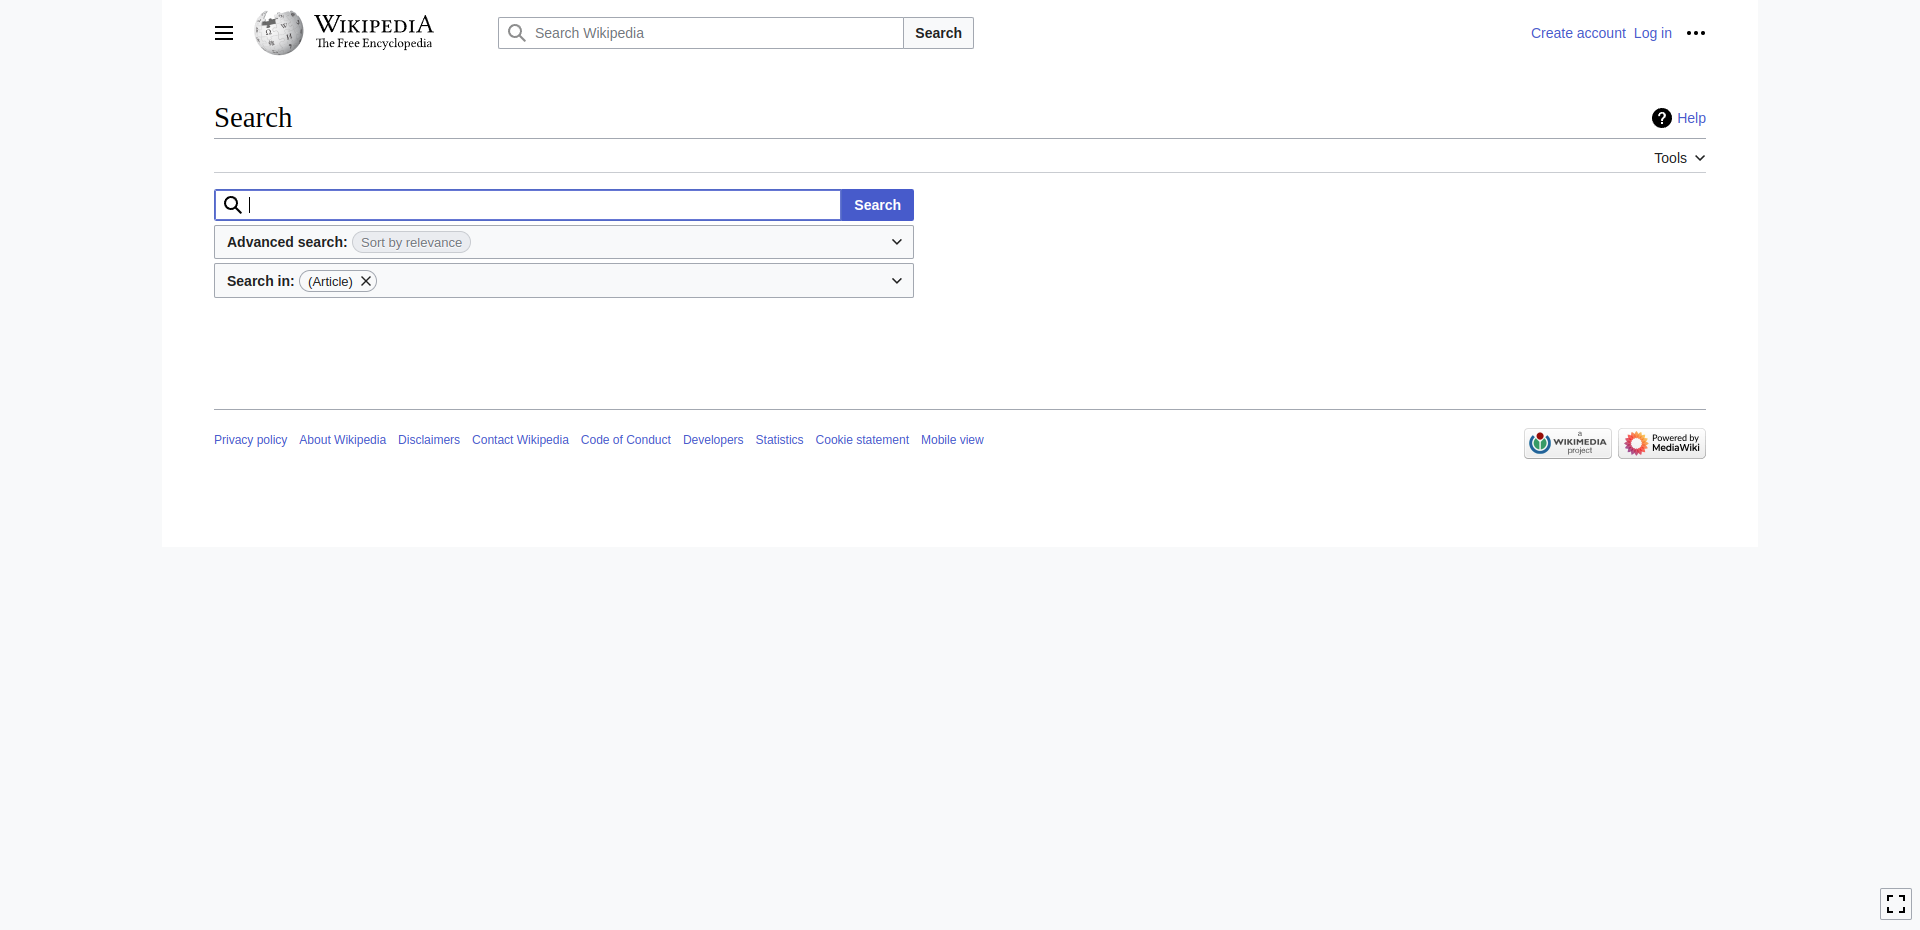 WIKIPEDIA
The Free Encyclopedia
Search Wikipedia
Search
Create account
Log in
Search
Help
Tools
Search
Advanced search: Sort by relevance
Search in: (Article)
Privacy policy About Wikipedia Disclaimers Contact Wikipedia Code of Conduct Developers Statistics Cookie statement Mobile view
a
WIKIMEDIA
project
Powered by
MediaWiki